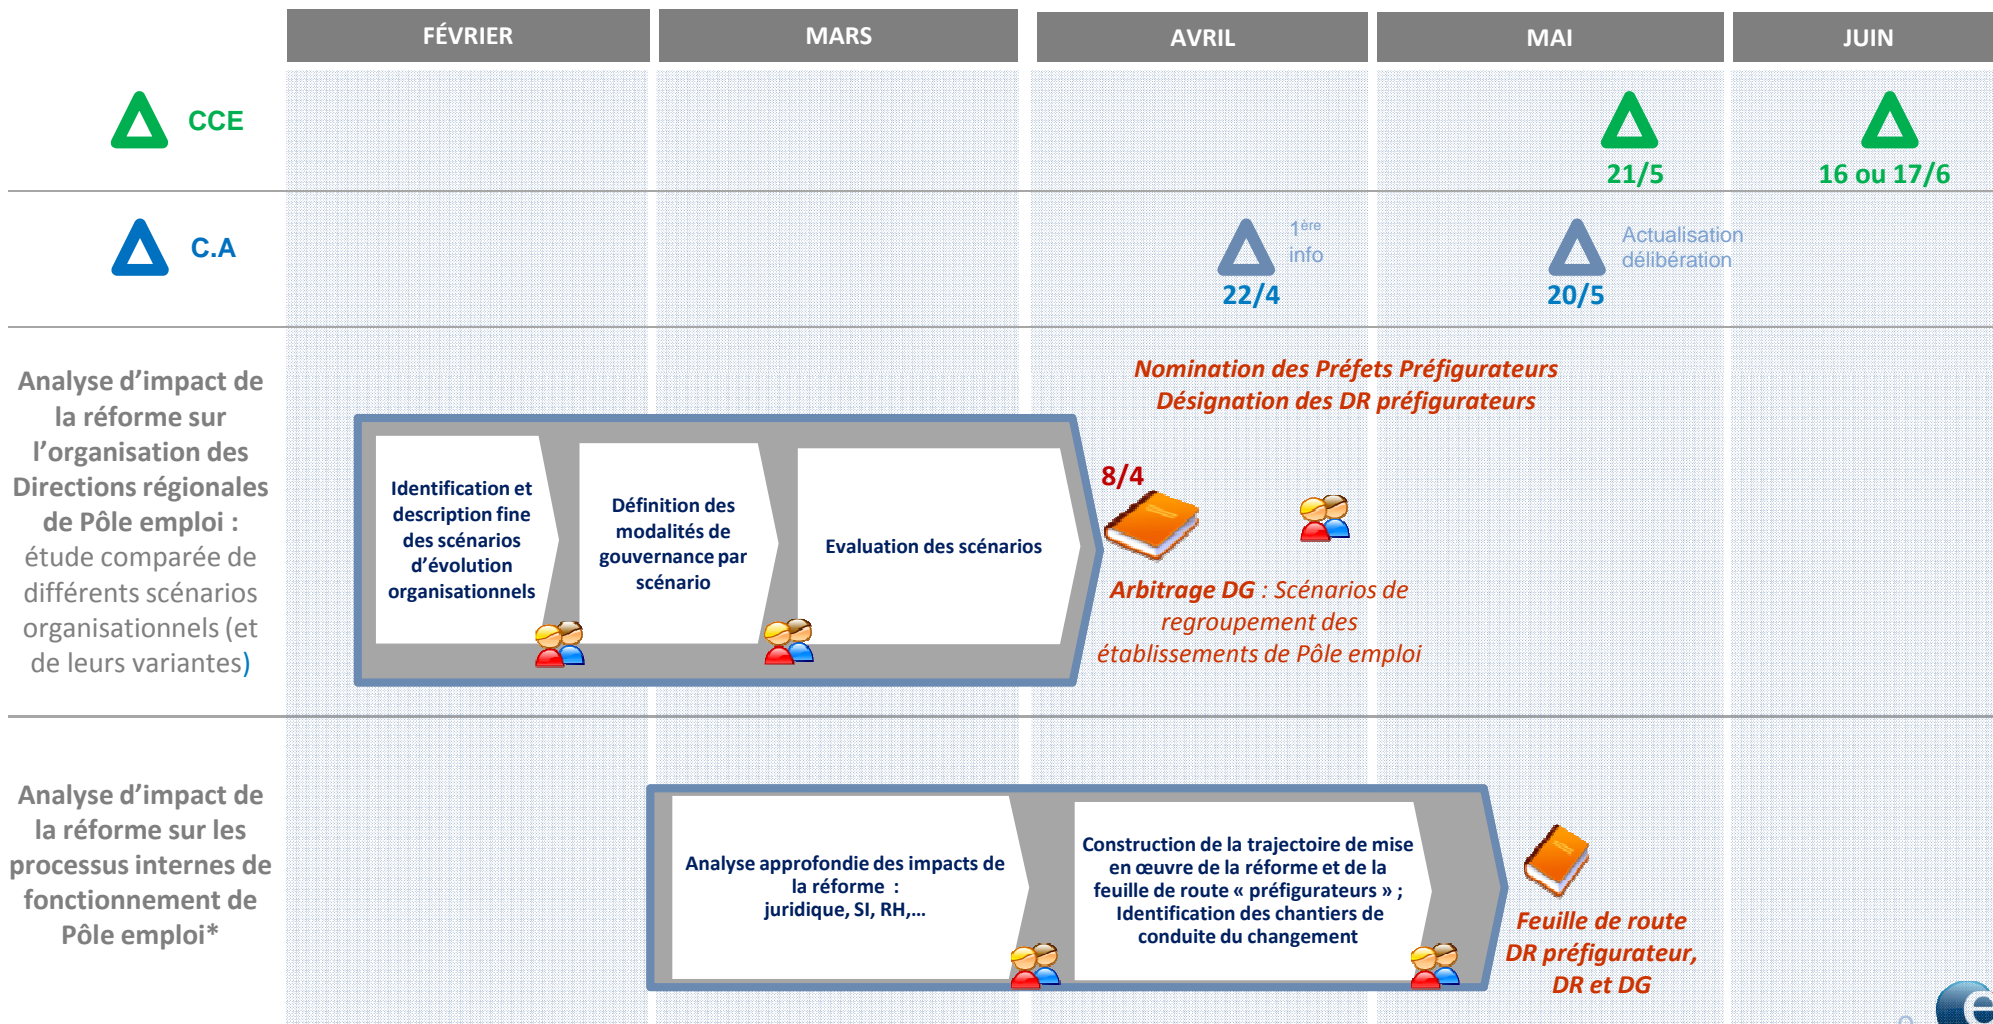 FÉVRIER
MARS
AVRIL
MAI
JUIN
CCE
21/5
16 ou 17/6
C.A
1ère
info
22/4
Actualisation
délibération
20/5
Analyse d’impact de
la réforme sur
l’organisation des
Directions régionales
de Pôle emploi :
étude comparée de
différents scénarios
organisationnels (et
de leurs variantes)
Identification et
description fine
des scénarios
d’évolution
organisationnels
Définition des
modalités de
gouvernance par
scénario
Evaluation des scénarios
Nomination des Préfets Préfigurateurs
Désignation des DR préfigurateurs
8/4
Arbitrage DG : Scénarios de
regroupement des
établissements de Pôle emploi
Analyse d’impact de
la réforme sur les
processus internes de
fonctionnement de
Pôle emploi*
Analyse approfondie des impacts de
la réforme :
juridique, SI, RH,…
Construction de la trajectoire de mise
en œuvre de la réforme et de la
feuille de route « préfigurateurs » ;
Identification des chantiers de
conduite du changement
Feuille de route
DR préfigurateur,
DR et DG